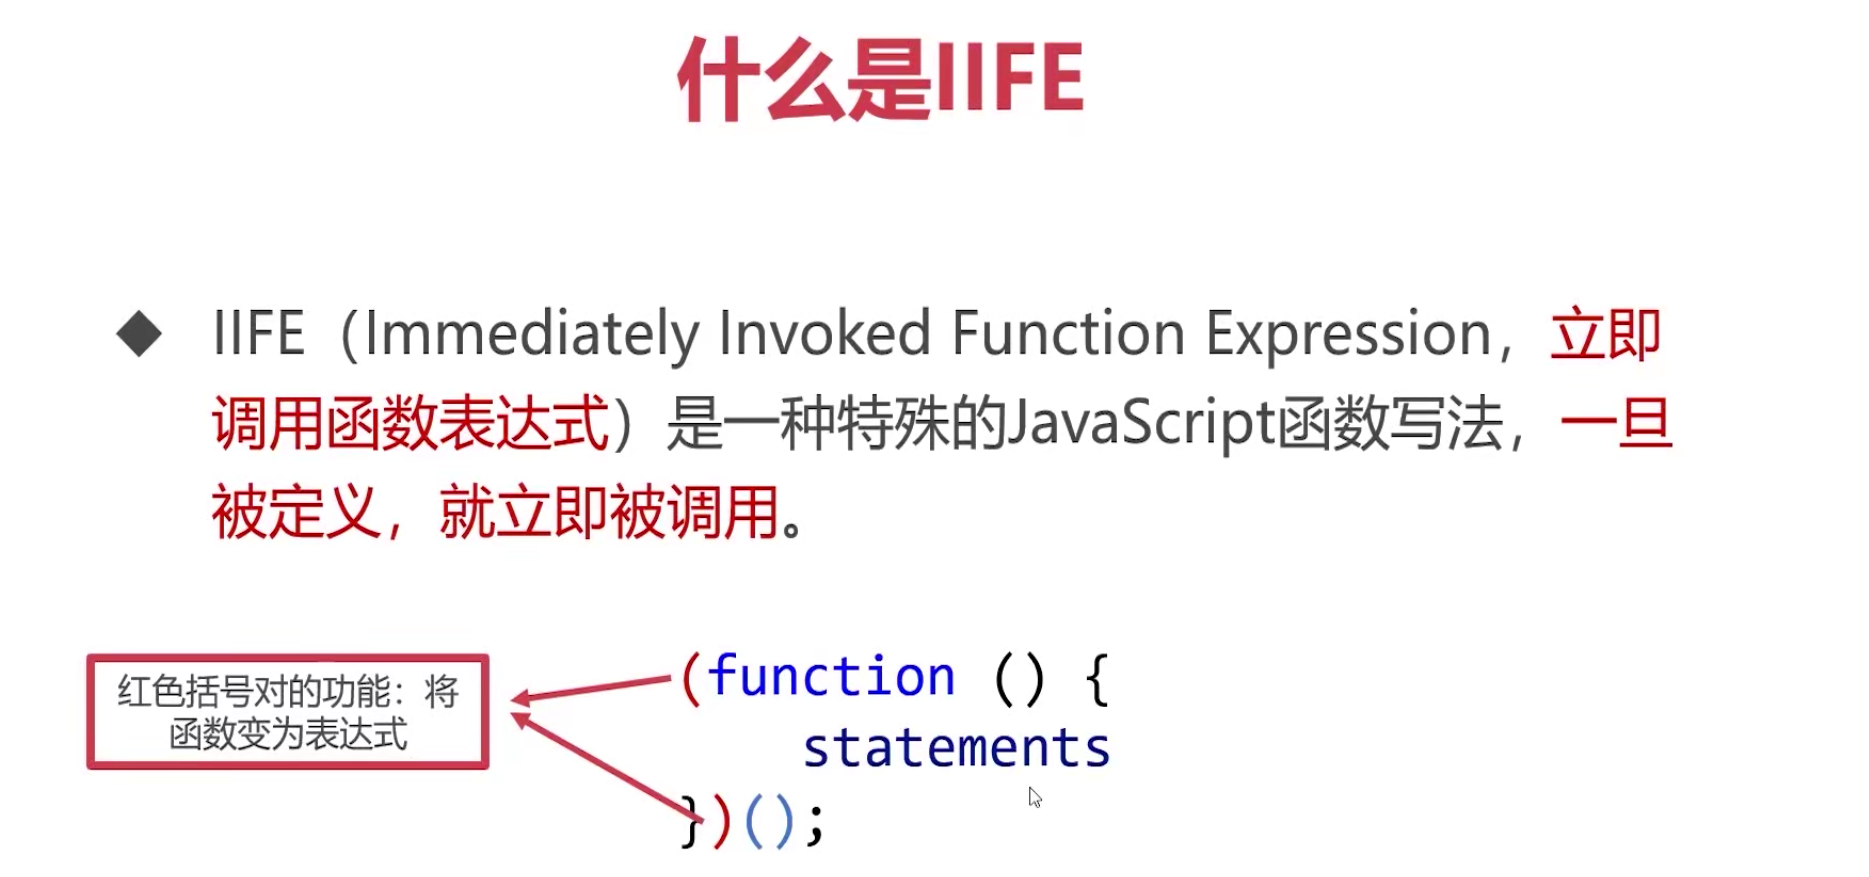 什么是IIFE
IIFE（Immediately Invoked Function Expression，立即
调用函数表达式）是一种特殊的JavaScript函数写法，一旦
被定义，就立即被调用。
红色括号对的功能：将
函数变为表达式
(function () {
statements
})();